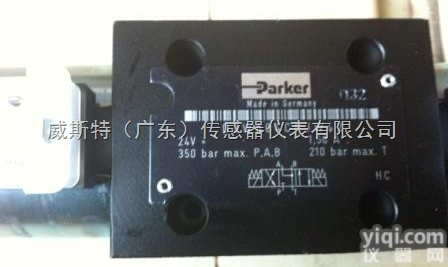 Parker
Made in Germany
032
威斯特（广东）传感器仪表有限公司
24V =
350 bar max. P,A,B 210 bar max. T
A B
P T
HC
yiqi.com
仪器网